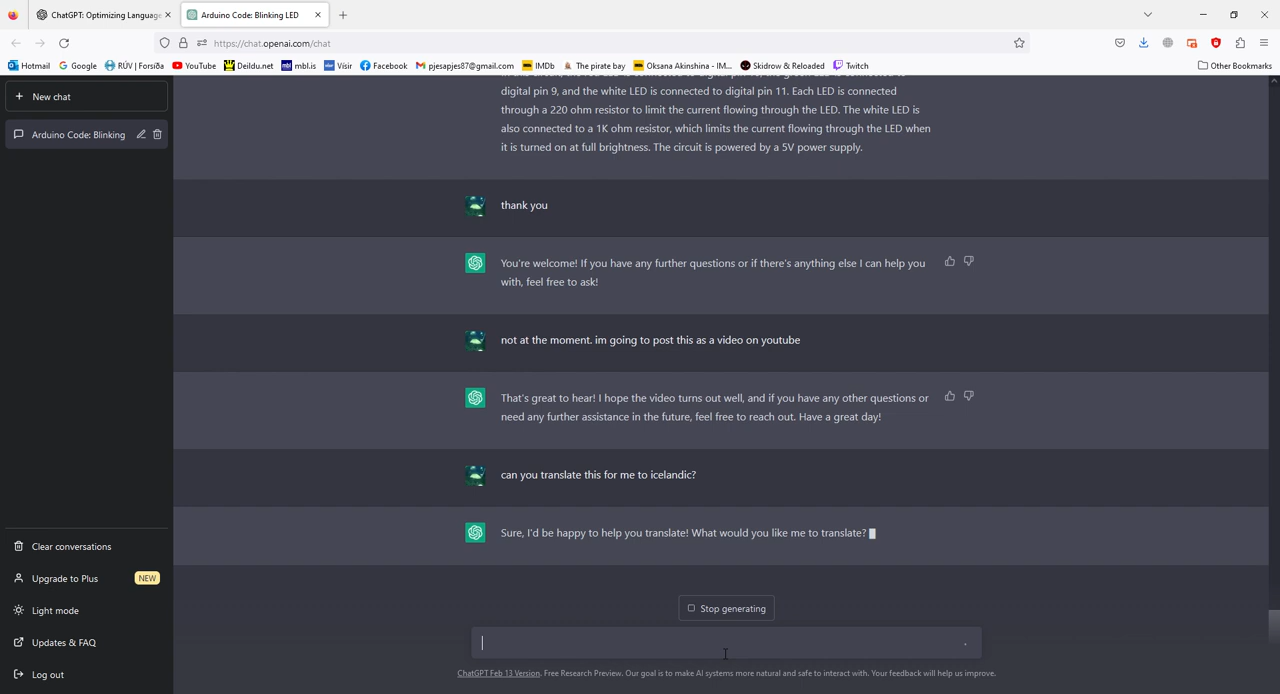 ChatGPT: Optimizing Language
Arduino Code: Blinking LED
https://chat.openai.com/chat
Hotmail Google RÚV | Forsíða YouTube Deildu.net mbl.is Vísir Facebook pjesapjes87@gmail.com IMDb The pirate bay Oksana Akinshina - IM... Skidrow & Reloaded Twitch Other Bookmarks
New chat
Arduino Code: Blinking
digital pin 9, and the white LED is connected to digital pin 11. Each LED is connected
through a 220 ohm resistor to limit the current flowing through the LED. The white LED is
also connected to a 1K ohm resistor, which limits the current flowing through the LED when
it is turned on at full brightness. The circuit is powered by a 5V power supply.
thank you
You're welcome! If you have any further questions or if there's anything else I can help you
with, feel free to ask!
not at the moment. im going to post this as a video on youtube
That's great to hear! I hope the video turns out well, and if you have any other questions or
need any further assistance in the future, feel free to reach out. Have a great day!
can you translate this for me to icelandic?
Sure, I'd be happy to help you translate! What would you like me to translate?
Clear conversations
Upgrade to Plus NEW
Light mode
Updates & FAQ
Log out
Stop generating
ChatGPT Feb 13 Version. Free Research Preview. Our goal is to make AI systems more natural and safe to interact with. Your feedback will help us improve.